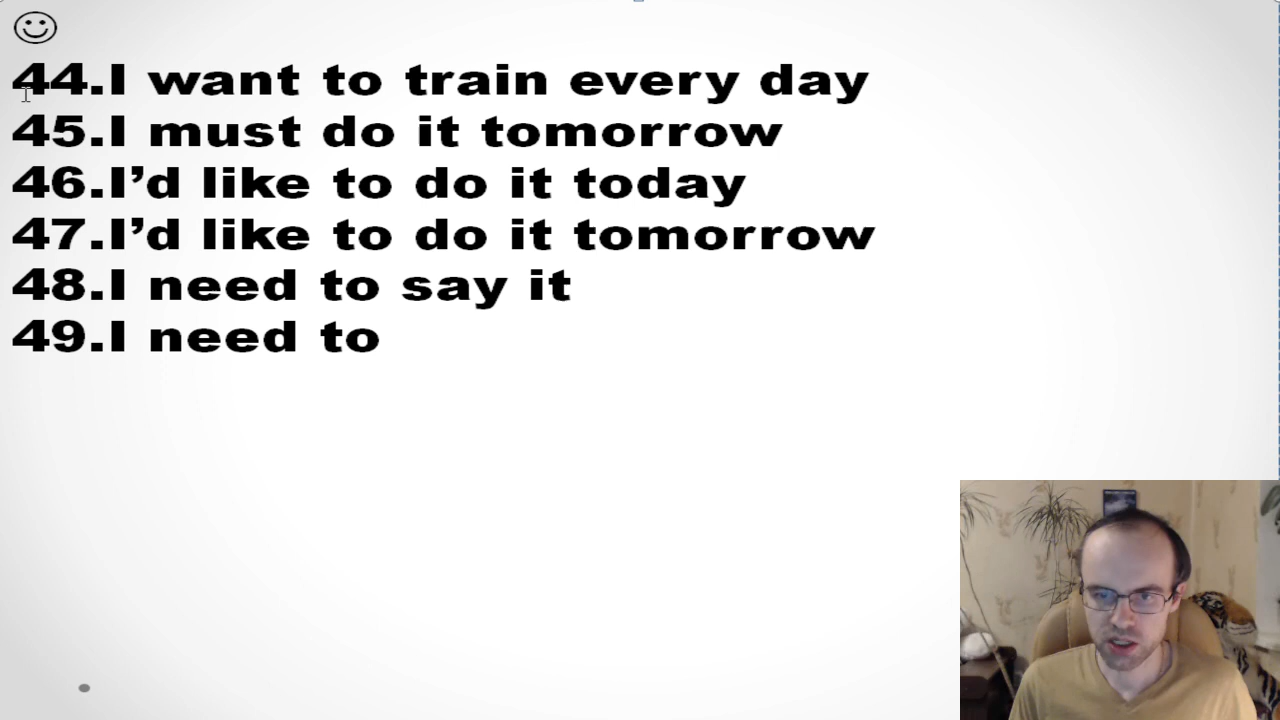 44.I want to train every day
45.I must do it tomorrow
46.I’d like to do it today
47.I’d like to do it tomorrow
48.I need to say it
49.I need to